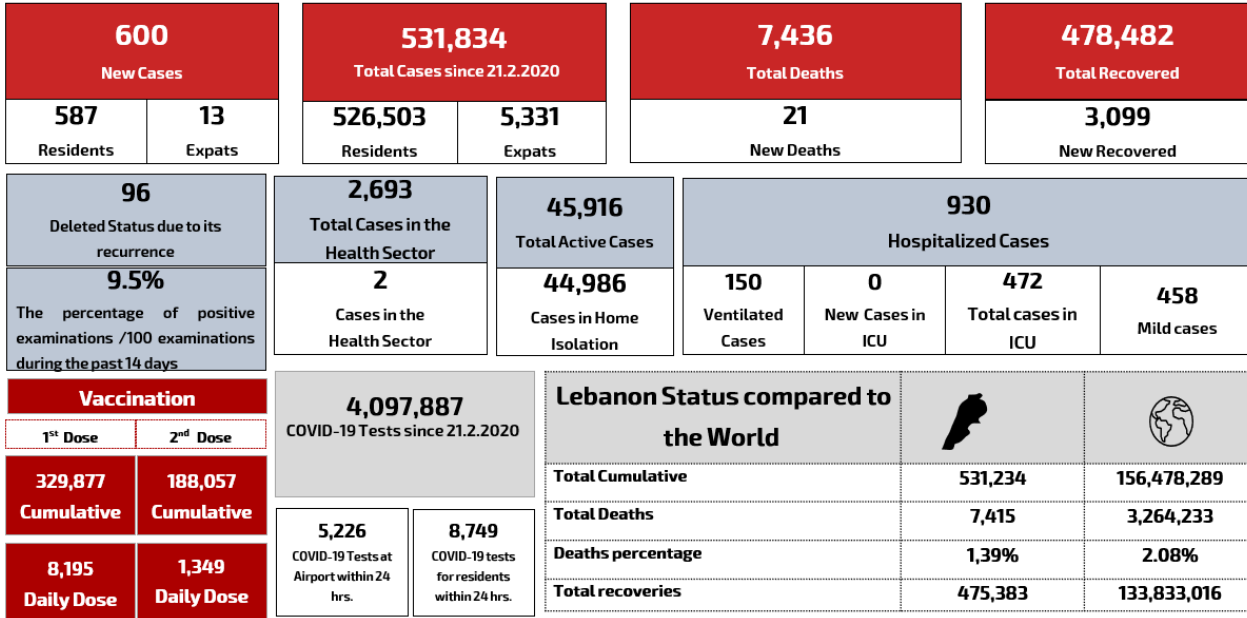 600
New Cases
587
Residents
13
Expats
531,834
Total Cases since 21.2.2020
526,503
Residents
5,331
Expats
7,436
Total Deaths
21
New Deaths
478,482
Total Recovered
3,099
New Recovered
96
Deleted Status due to its
recurrence
9.5%
The percentage of positive
examinations /100 examinations
during the past 14 days
2,693
Total Cases in the
Health Sector
2
Cases in the
Health Sector
45,916
Total Active Cases
44,986
Cases in Home
Isolation
930
Hospitalized Cases
150
Ventilated
Cases
0
New Cases in
ICU
472
Total cases in
ICU
458
Mild cases
Vaccination
1st Dose
2nd Dose
329,877
Cumulative
188,057
Cumulative
8,195
Daily Dose
1,349
Daily Dose
4,097,887
COVID-19 Tests since 21.2.2020
5,226
COVID-19 Tests at
Airport within 24
hrs.
8,749
COVID-19 tests
for residents
within 24 hrs.
Lebanon Status compared to
the World
Total Cumulative 531,234 156,478,289
Total Deaths 7,415 3,264,233
Deaths percentage 1,39% 2.08%
Total recoveries 475,383 133,833,016